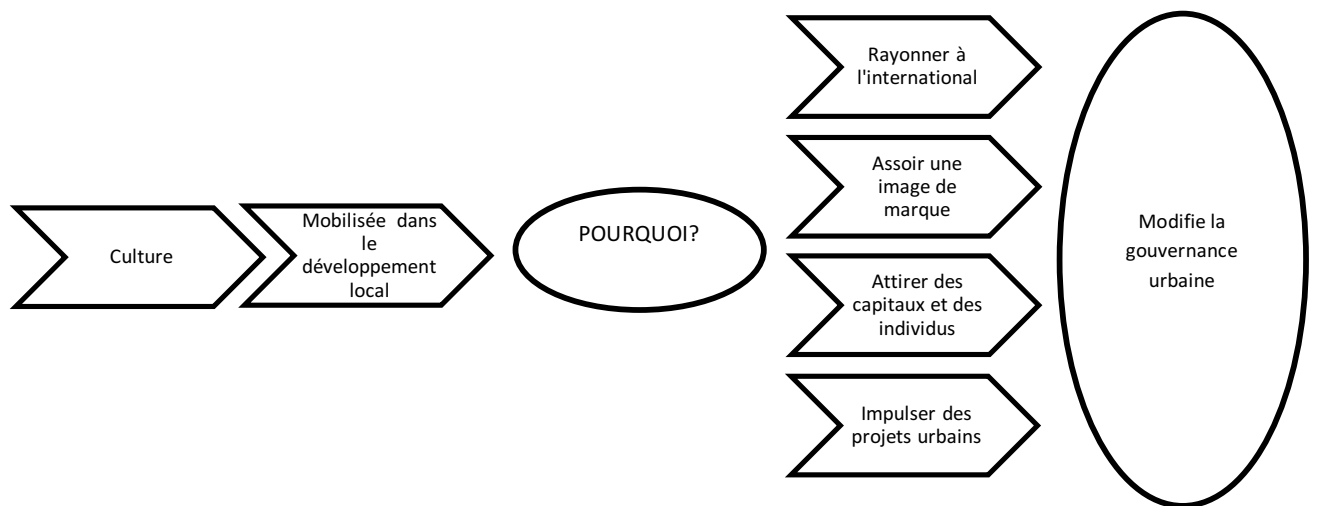 Culture
Mobilisée dans
le
développement
local
POURQUOI?
Rayonner à
l'international
Assoir une
image de
marque
Attirer des
capitaux et des
individus
Impulser des
projets urbains
Modifie la
gouvernance
urbaine